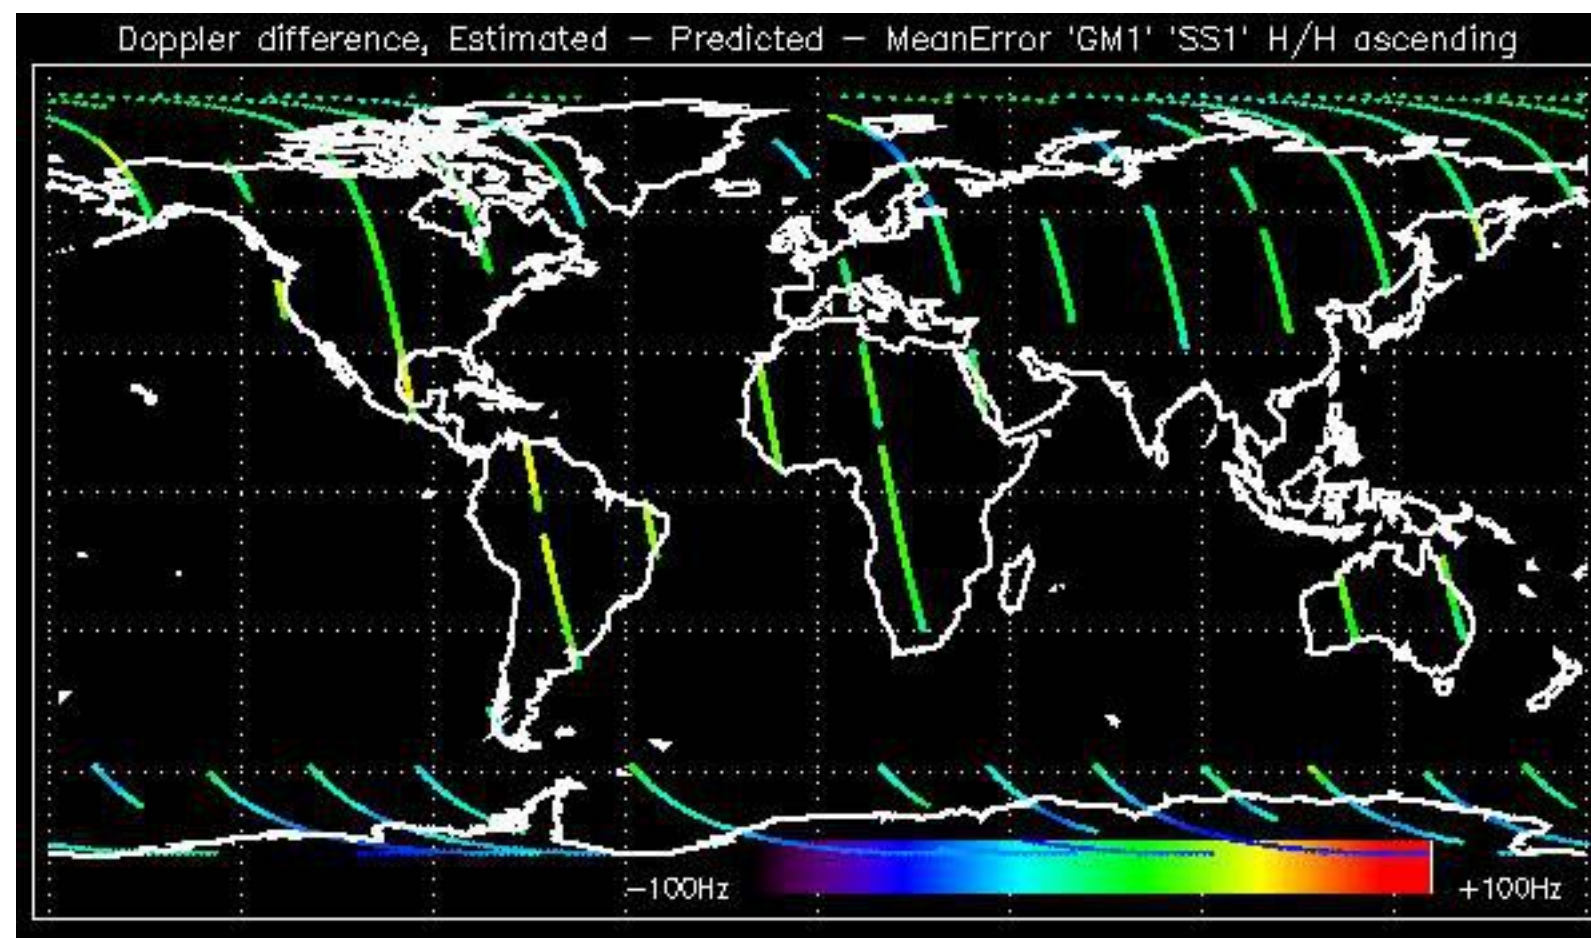 Doppler difference, Estimated – Predicted – MeanError 'GM1' 'SS1' H/H ascending
–100Hz
+100Hz